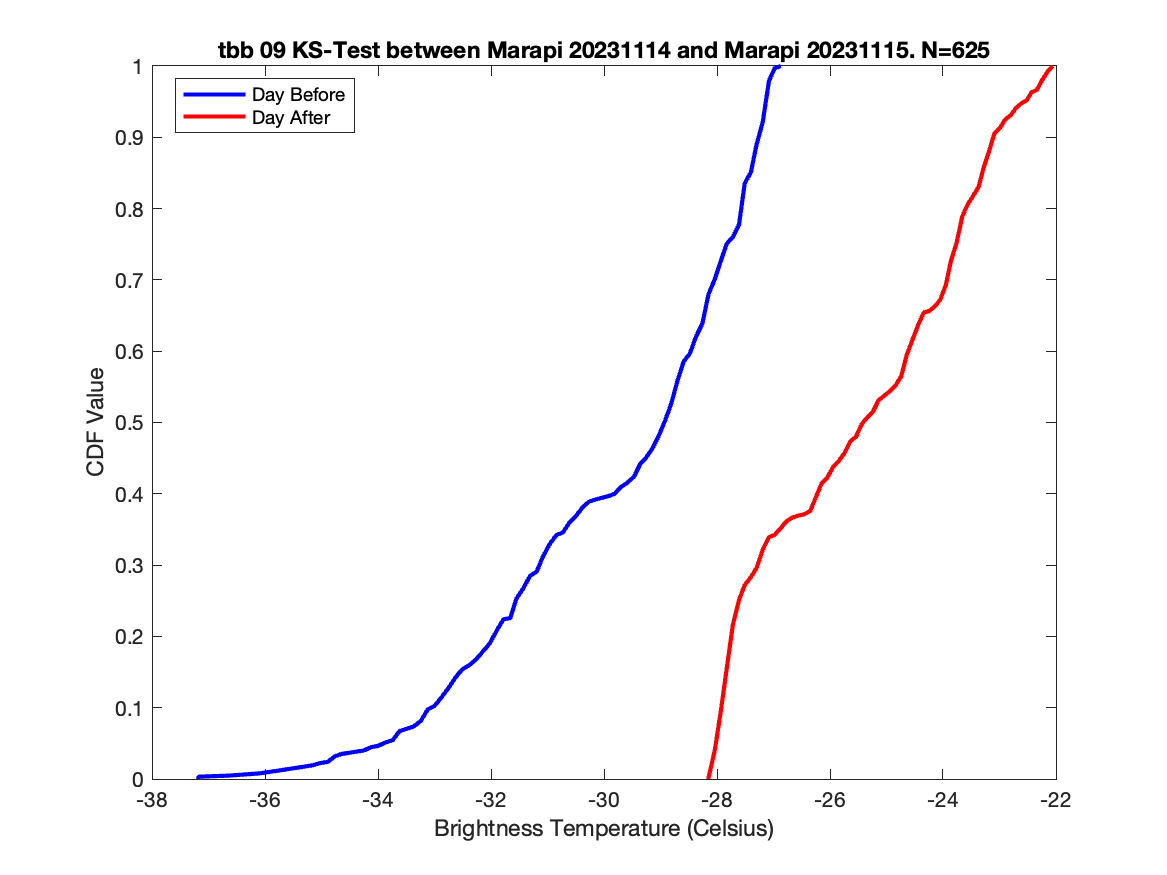 tbb 09 KS-Test between Marapi 20231114 and Marapi 20231115. N=625
Day Before
Day After
1
0.9
0.8
0.7
0.6
0.5
0.4
0.3
0.2
0.1
0
CDF Value
-38 -36 -34 -32 -30 -28 -26 -24 -22
Brightness Temperature (Celsius)